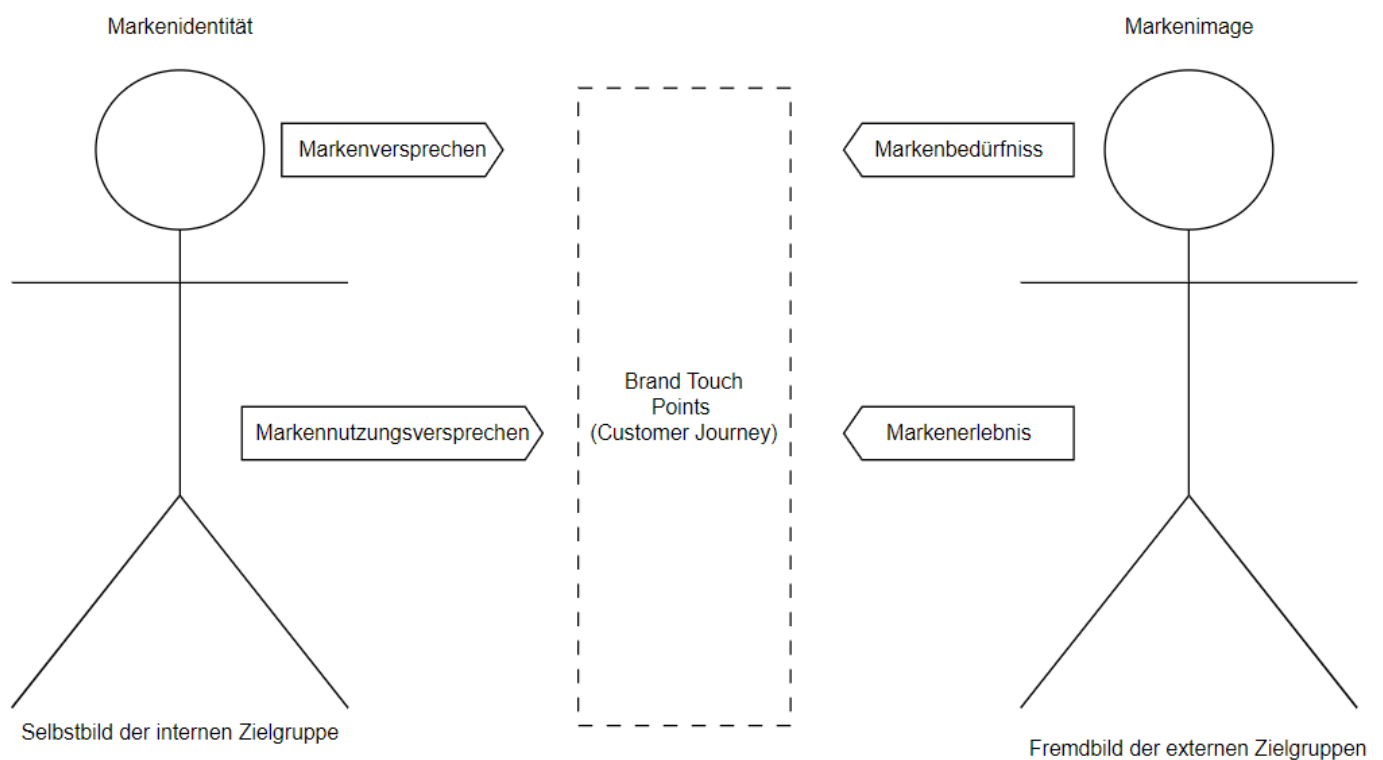 Markenidentität
Markenimage
Markenversprechen
Markenbedürfniss
Brand Touch
Points
(Customer Journey)
Markennutzungsversprechen
Markenerlebnis
Selbstbild der internen Zielgruppe
Fremdbild der externen Zielgruppen